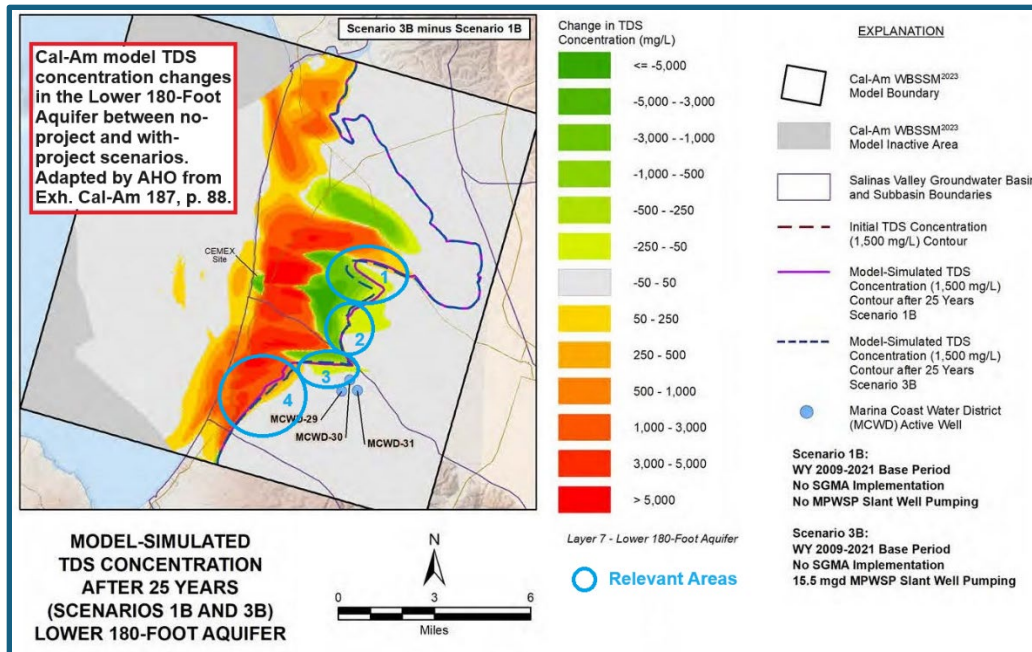 Scenario 3B minus Scenario 1B
Cal-Am model TDS
concentration changes
in the Lower 180-Foot
Aquifer between no-
project and with-
project scenarios.
Adapted by AHO from
Exh. Cal-Am 187, p. 88.
CEMEX
Site
1
2
3
4
MCWD-29
MCWD-30
MCWD-31
MODEL-SIMULATED
TDS CONCENTRATION
AFTER 25 YEARS
(SCENARIOS 1B AND 3B)
LOWER 180-FOOT AQUIFER
N
0 3 6
Miles
Change in TDS
Concentration (mg/L)
<= -5,000
-5,000 - -3,000
-3,000 - -1,000
-1,000 - -500
-500 - -250
-250 - -50
-50 - 50
50 - 250
250 - 500
500 - 1,000
1,000 - 3,000
3,000 - 5,000
> 5,000
Layer 7 - Lower 180-Foot Aquifer
Relevant Areas
EXPLANATION
Cal-Am WBSSM2023
Model Boundary
Cal-Am WBSSM2023
Model Inactive Area
Salinas Valley Groundwater Basin
and Subbasin Boundaries
Initial TDS Concentration
(1,500 mg/L) Contour
Model-Simulated TDS
Concentration (1,500 mg/L)
Contour after 25 Years
Scenario 1B
Model-Simulated TDS
Concentration (1,500 mg/L)
Contour after 25 Years
Scenario 3B
Marina Coast Water District
(MCWD) Active Well
Scenario 1B:
WY 2009-2021 Base Period
No SGMA Implementation
No MPWSP Slant Well Pumping
Scenario 3B:
WY 2009-2021 Base Period
No SGMA Implementation
15.5 mgd MPWSP Slant Well Pumping